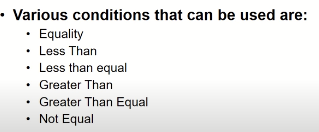 • Various conditions that can be used are:
• Equality
• Less Than
• Less than equal
• Greater Than
• Greater Than Equal
• Not Equal